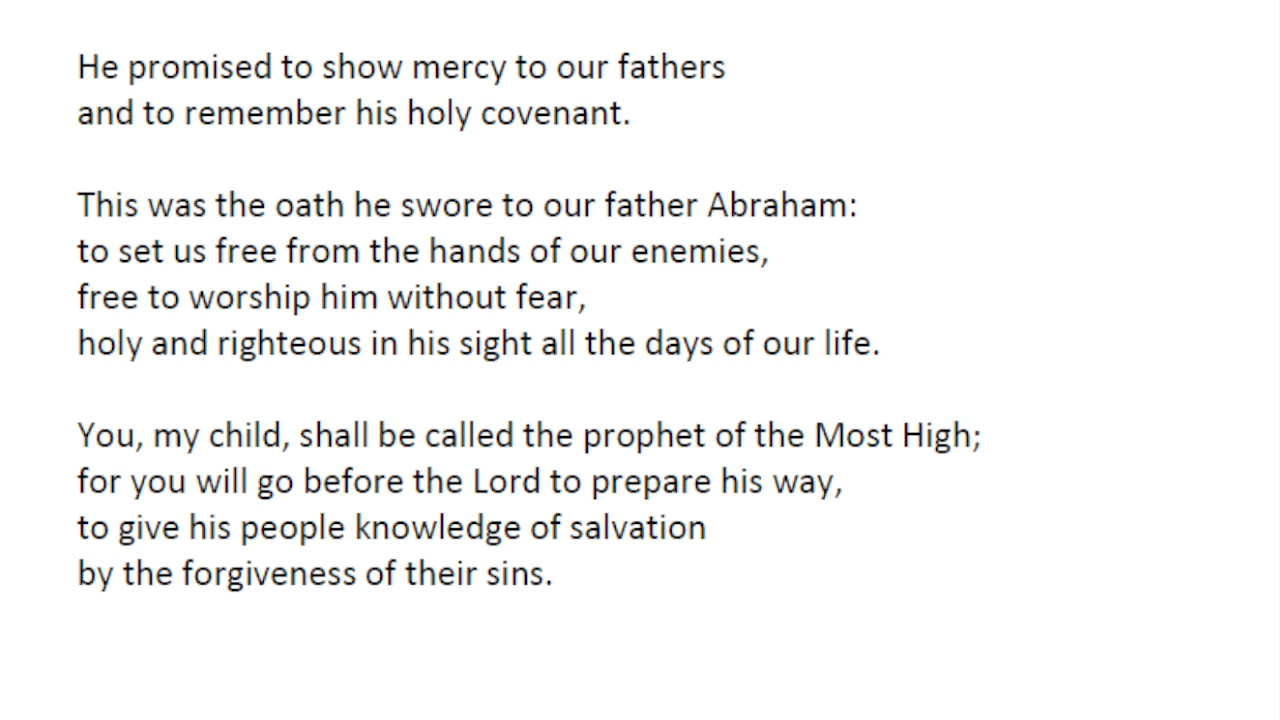 He promised to show mercy to our fathers
and to remember his holy covenant.
This was the oath he swore to our father Abraham:
to set us free from the hands of our enemies,
free to worship him without fear,
holy and righteous in his sight all the days of our life.
You, my child, shall be called the prophet of the Most High;
for you will go before the Lord to prepare his way,
to give his people knowledge of salvation
by the forgiveness of their sins.